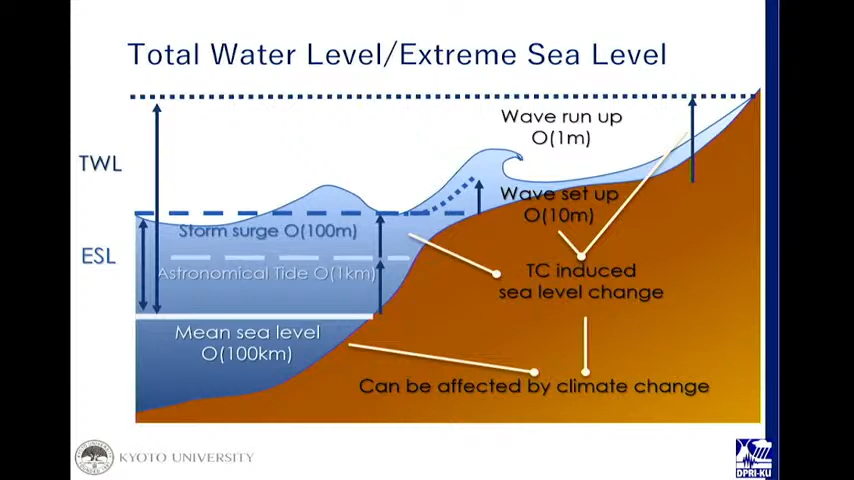 Total Water Level/Extreme Sea Level
Wave run up
O(1m)
TWL
Wave set up
O(10m)
Storm surge O(100m)
ESL
Astronomical Tide O(1km)
TC induced
sea level change
Mean sea level
O(100km)
Can be affected by climate change
KYOTO UNIVERSITY
DPRI-KU